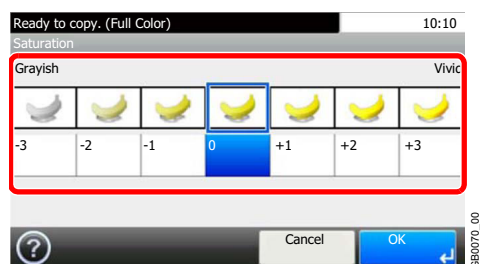 Ready to copy. (Full Color) 10:10
Saturation
Grayish Vivid
-3 -2 -1 0 +1 +2 +3
? Cancel OK
GB0070_00